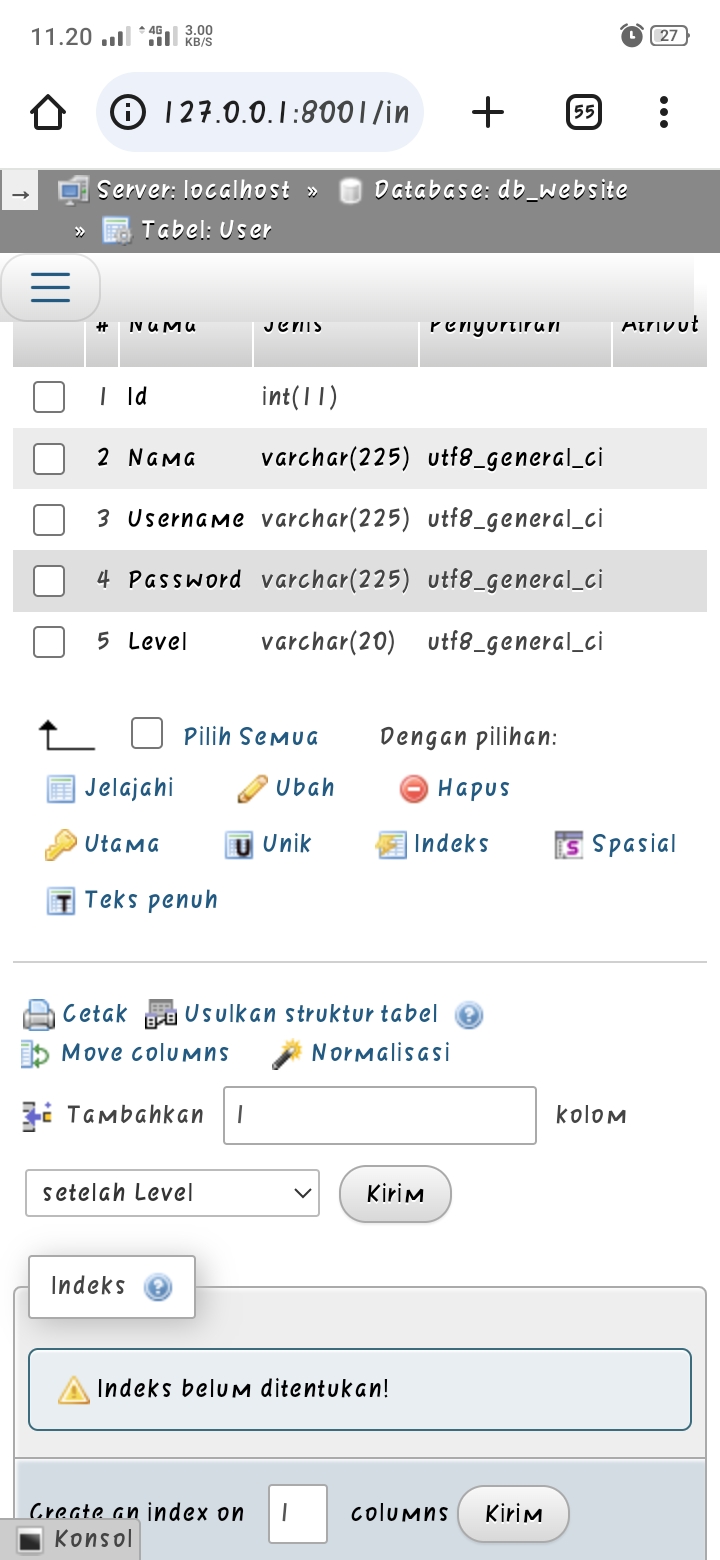 11.20 4G 3.00 KB/S 27
127.0.0.1:8001/in 55
→ Server: localhost » Database: db_website
» Tabel: User
# Nama Jenis Penyortiran Atribut
1 Id int(11)
2 Nama varchar(225) utf8_general_ci
3 Username varchar(225) utf8_general_ci
4 Password varchar(225) utf8_general_ci
5 Level varchar(20) utf8_general_ci
Pilih Semua Dengan pilihan:
Jelajahi Ubah Hapus
Utama U Unik Indeks S Spasial
T Teks penuh
Cetak Usulkan struktur tabel ?
Move columns Normalisasi
Tambahkan 1 kolom
setelah Level Kirim
Indeks ?
Indeks belum ditentukan!
Create an index on 1 columns Kirim
Konsol